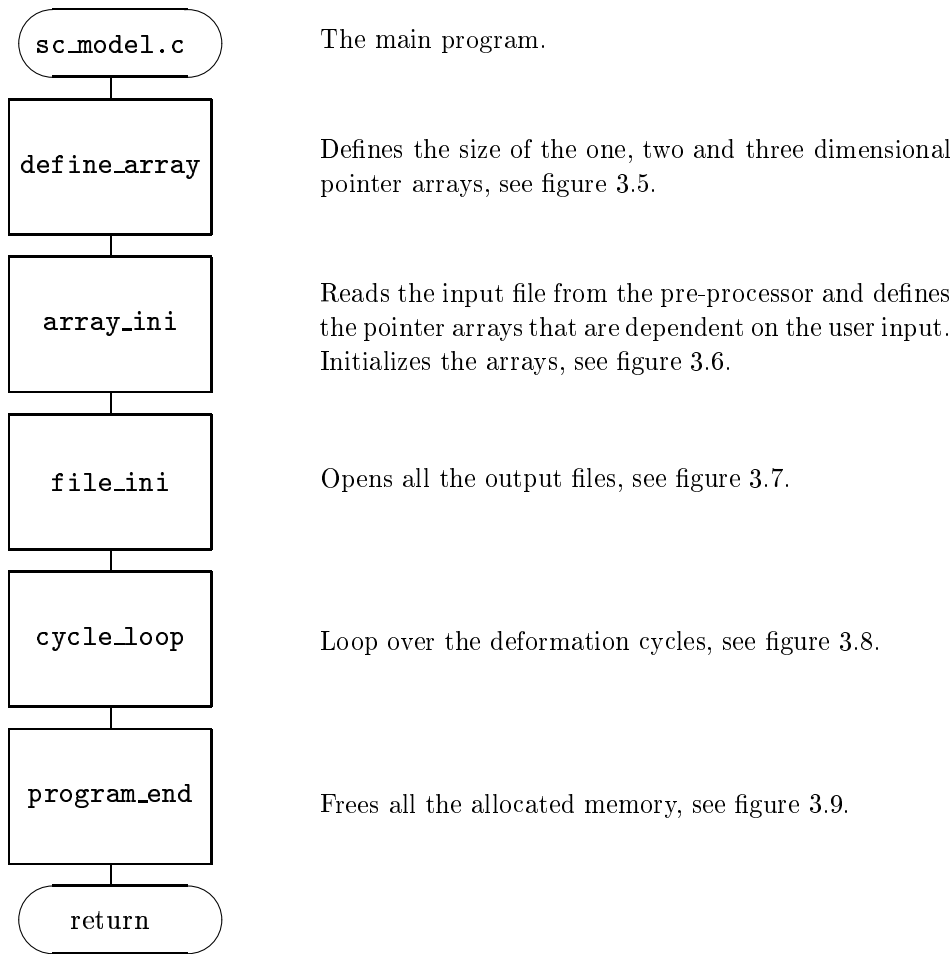 sc_model.c
The main program.
define_array
Defines the size of the one, two and three dimensional
pointer arrays, see figure 3.5.
array_ini
Reads the input file from the pre-processor and defines
the pointer arrays that are dependent on the user input.
Initializes the arrays, see figure 3.6.
file_ini
Opens all the output files, see figure 3.7.
cycle_loop
Loop over the deformation cycles, see figure 3.8.
program_end
Frees all the allocated memory, see figure 3.9.
return